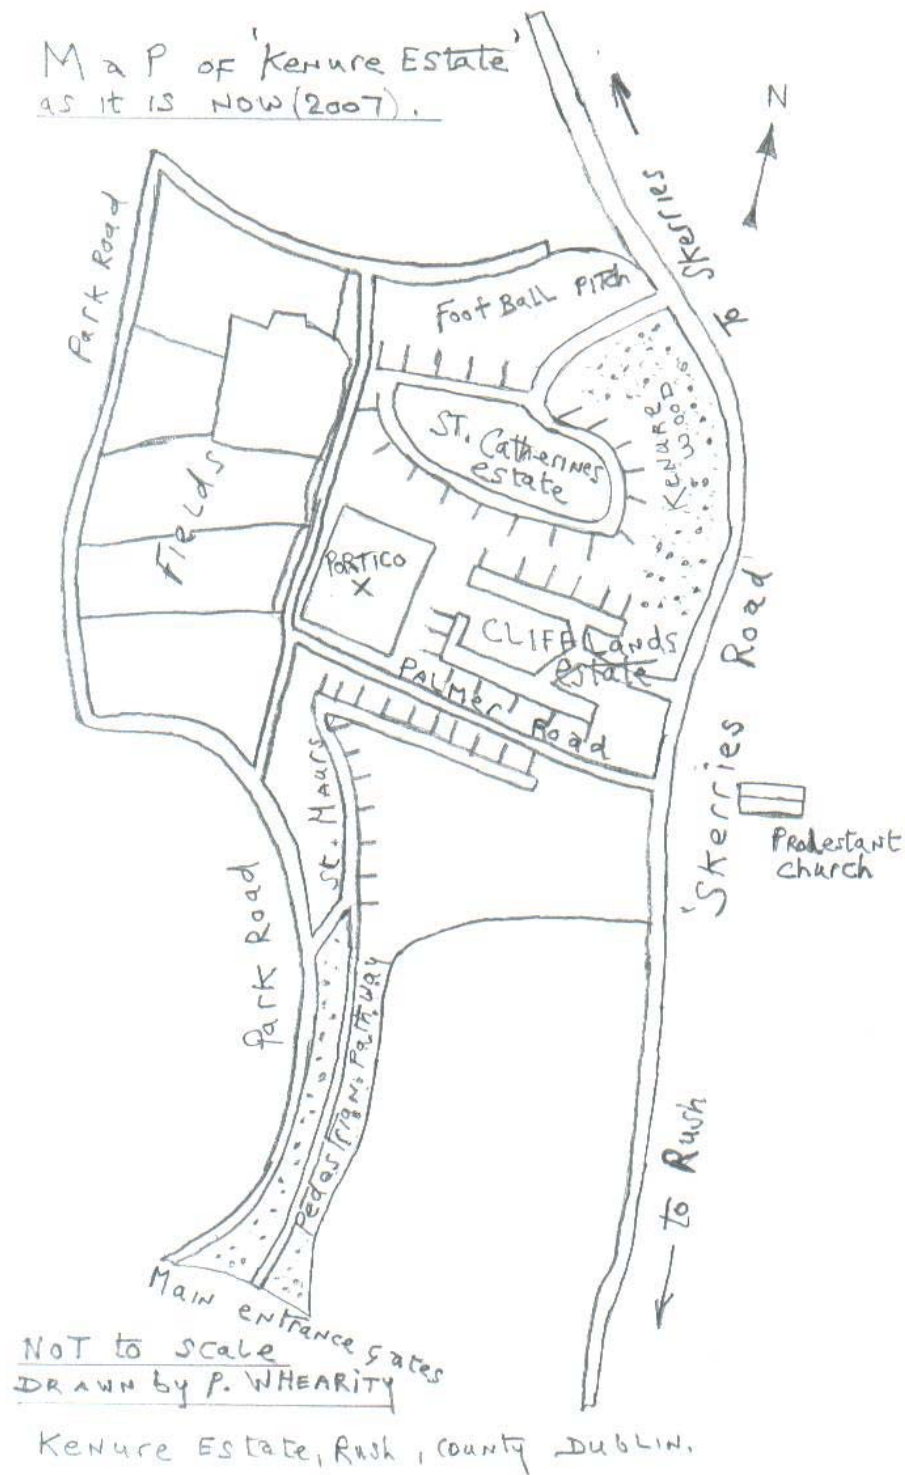 MaP OF 'Kenure Estate'
as it is NOW (2007).
N
To Skerries
Park Road
FootBall Pitch
ST. Catherines
estate
Kenure
WOOD
Fields
PORTICO
X
CLIFFLands
estate
PALMer Road
St. Maurs
'Skerries Road
Protestant
church
Park Road
Pedestrian Pathway
to Rush
Main entrance gates
NOT to scale
DRAWN by P. WHEARITY
Kenure Estate, Rush, County DUBLIN.